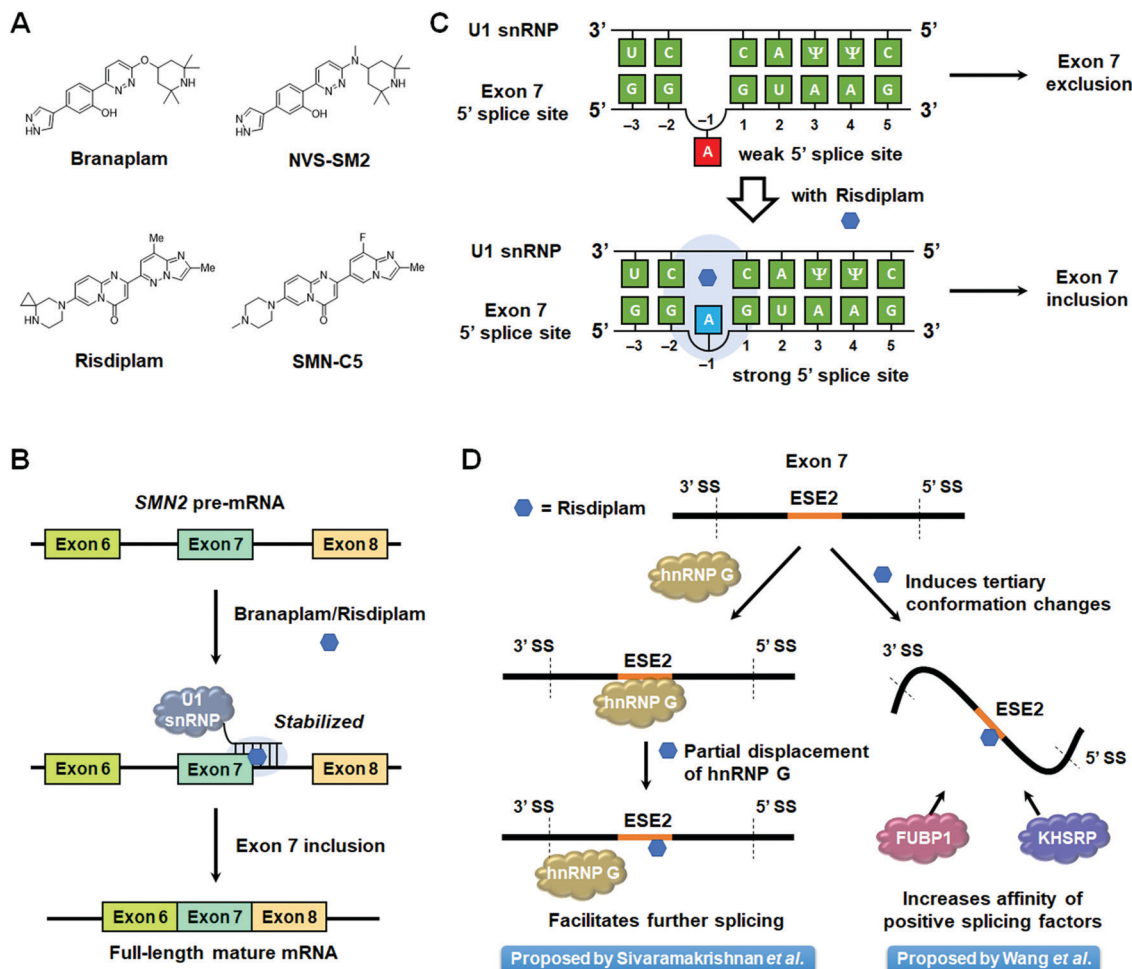 A
O
N
N
NH
OH
N
HN
Branaplam
N
N
N
NH
OH
N
HN
NVS-SM2
Me
N
N
N
N
Me
N
N
HN
O
Risdiplam
F
N
N
N
Me
N
N
N
O
SMN-C5
B
SMN2 pre-mRNA
Exon 6 Exon 7 Exon 8
Branaplam/Risdiplam
U1
snRNP
Stabilized
Exon 6 Exon 7 Exon 8
Exon 7 inclusion
Exon 6 Exon 7 Exon 8
Full-length mature mRNA
C
U1 snRNP 3’ 5’
U C C A Ψ Ψ C
Exon 7
5’ splice site
G G G U A A G
5’ 3’
–3 –2 –1 1 2 3 4 5
A
weak 5’ splice site
Exon 7
exclusion
with Risdiplam
U1 snRNP 3’ 5’
U C C A Ψ Ψ C
Exon 7
5’ splice site
G G A G U A A G
5’ 3’
–3 –2 –1 1 2 3 4 5
strong 5’ splice site
Exon 7
inclusion
D
Exon 7
= Risdiplam
3’ SS ESE2 5’ SS
hnRNP G
Induces tertiary
conformation changes
3’ SS ESE2 5’ SS
hnRNP G
Partial displacement
of hnRNP G
3’ SS ESE2 5’ SS
hnRNP G
Facilitates further splicing
Proposed by Sivaramakrishnan et al.
3’ SS
ESE2
5’ SS
FUBP1
KHSRP
Increases affinity of
positive splicing factors
Proposed by Wang et al.